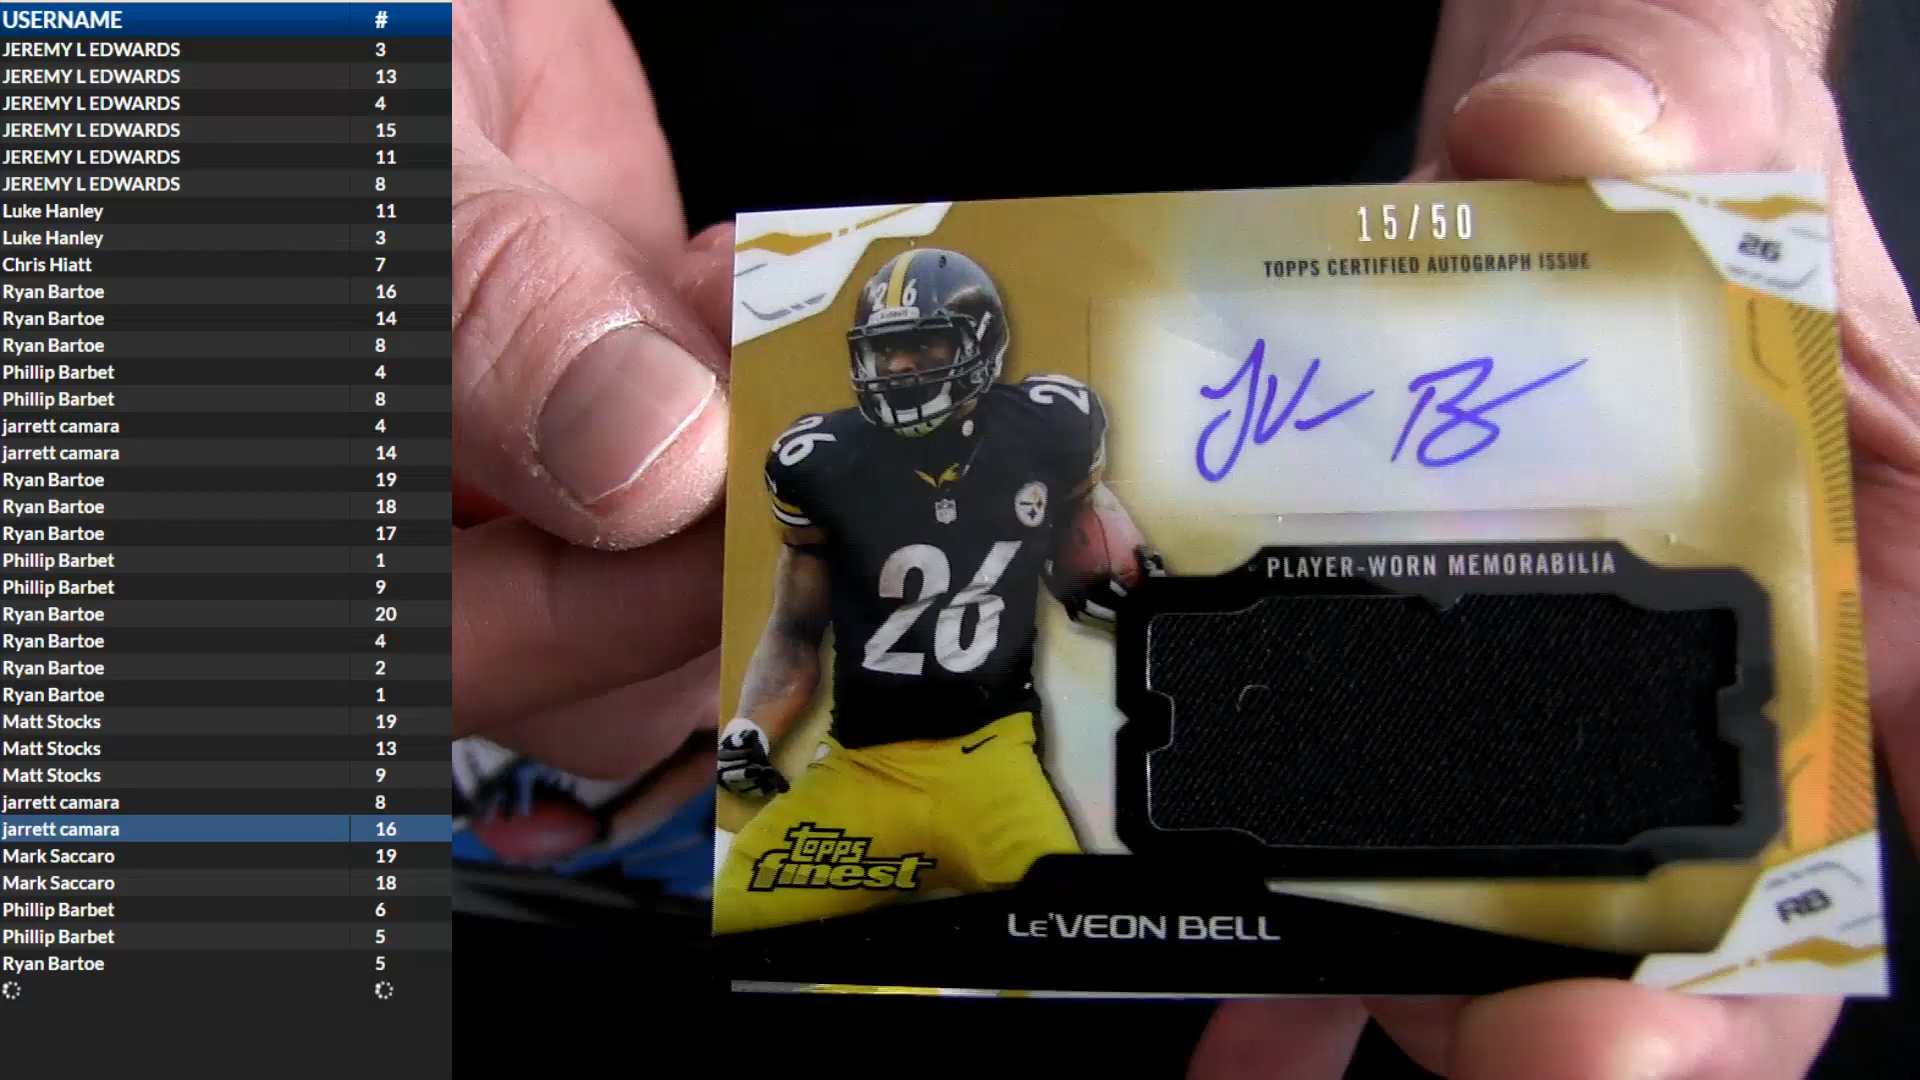 USERNAME #
JEREMY L EDWARDS 3
JEREMY L EDWARDS 13
JEREMY L EDWARDS 4
JEREMY L EDWARDS 15
JEREMY L EDWARDS 11
JEREMY L EDWARDS 8
Luke Hanley 11
Luke Hanley 3
Chris Hiatt 7
Ryan Bartoe 16
Ryan Bartoe 14
Ryan Bartoe 8
Phillip Barbet 4
Phillip Barbet 8
jarrett camara 4
jarrett camara 14
Ryan Bartoe 19
Ryan Bartoe 18
Ryan Bartoe 17
Phillip Barbet 1
Phillip Barbet 9
Ryan Bartoe 20
Ryan Bartoe 4
Ryan Bartoe 2
Ryan Bartoe 1
Matt Stocks 19
Matt Stocks 13
Matt Stocks 9
jarrett camara 8
jarrett camara 16
Mark Saccaro 19
Mark Saccaro 18
Phillip Barbet 6
Phillip Barbet 5
Ryan Bartoe 5
15/50
TOPPS CERTIFIED AUTOGRAPH ISSUE
26
26
26
26
PLAYER-WORN MEMORABILIA
26
Topps
finest
RB
LE'VEON BELL